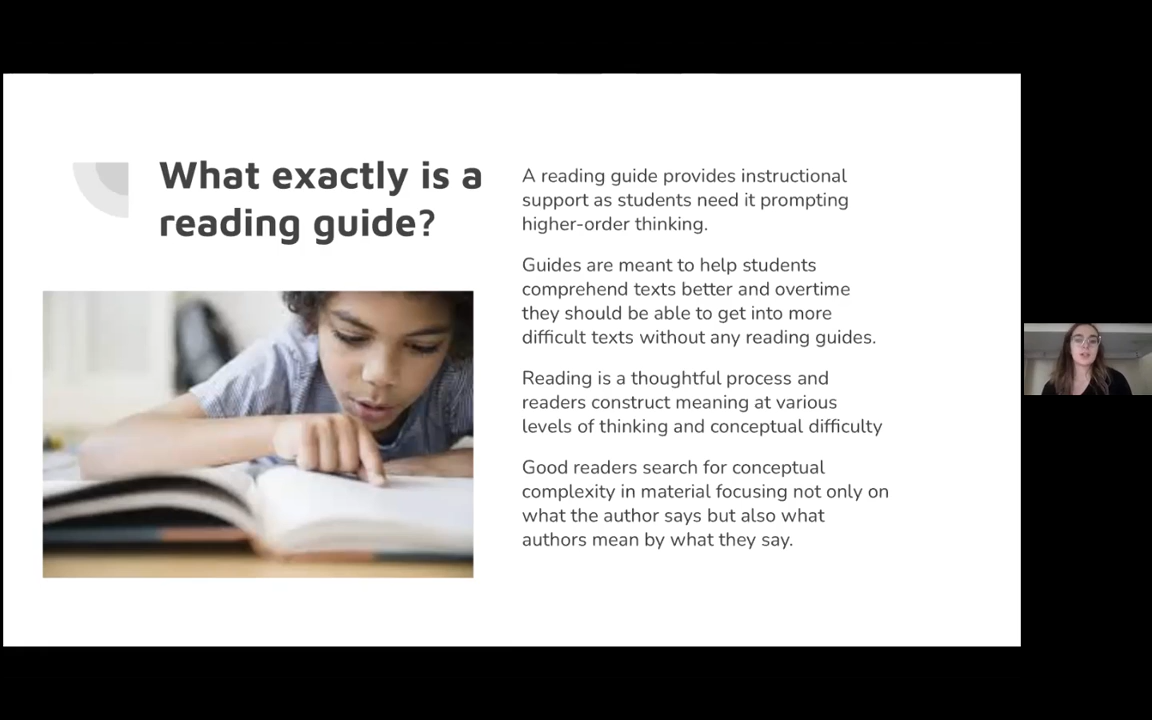 What exactly is a
reading guide?
A reading guide provides instructional
support as students need it prompting
higher-order thinking.
Guides are meant to help students
comprehend texts better and overtime
they should be able to get into more
difficult texts without any reading guides.
Reading is a thoughtful process and
readers construct meaning at various
levels of thinking and conceptual difficulty
Good readers search for conceptual
complexity in material focusing not only on
what the author says but also what
authors mean by what they say.